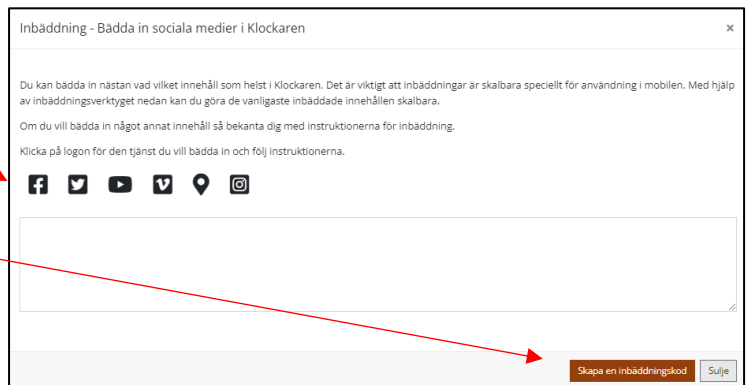 Inbäddning - Bädda in sociala medier i Klockaren ×
Du kan bädda in nästan vad vilket innehåll som helst i Klockaren. Det är viktigt att inbäddningar är skalbara speciellt för användning i mobilen. Med hjälp
av inbäddningsverktyget nedan kan du göra de vanligaste inbäddade innehållen skalbara.
Om du vill bädda in något annat innehåll så bekanta dig med instruktionerna för inbäddning.
Klicka på logon för den tjänst du vill bädda in och följ instruktionerna.
Skapa en inbäddningskod Sulje